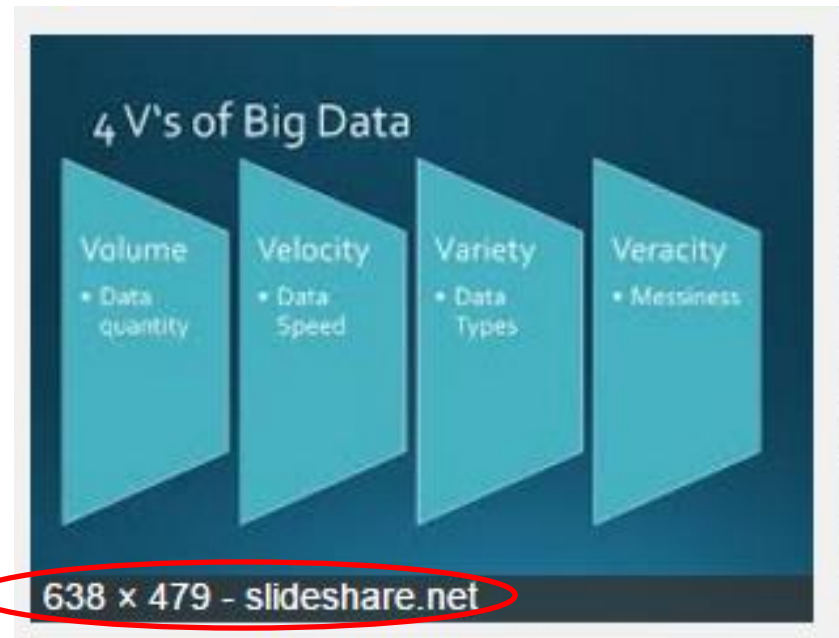 4 V's of Big Data
Volume
• Data
quantity
Velocity
• Data
Speed
Variety
• Data
Types
Veracity
• Messiness
638 × 479 - slideshare.net